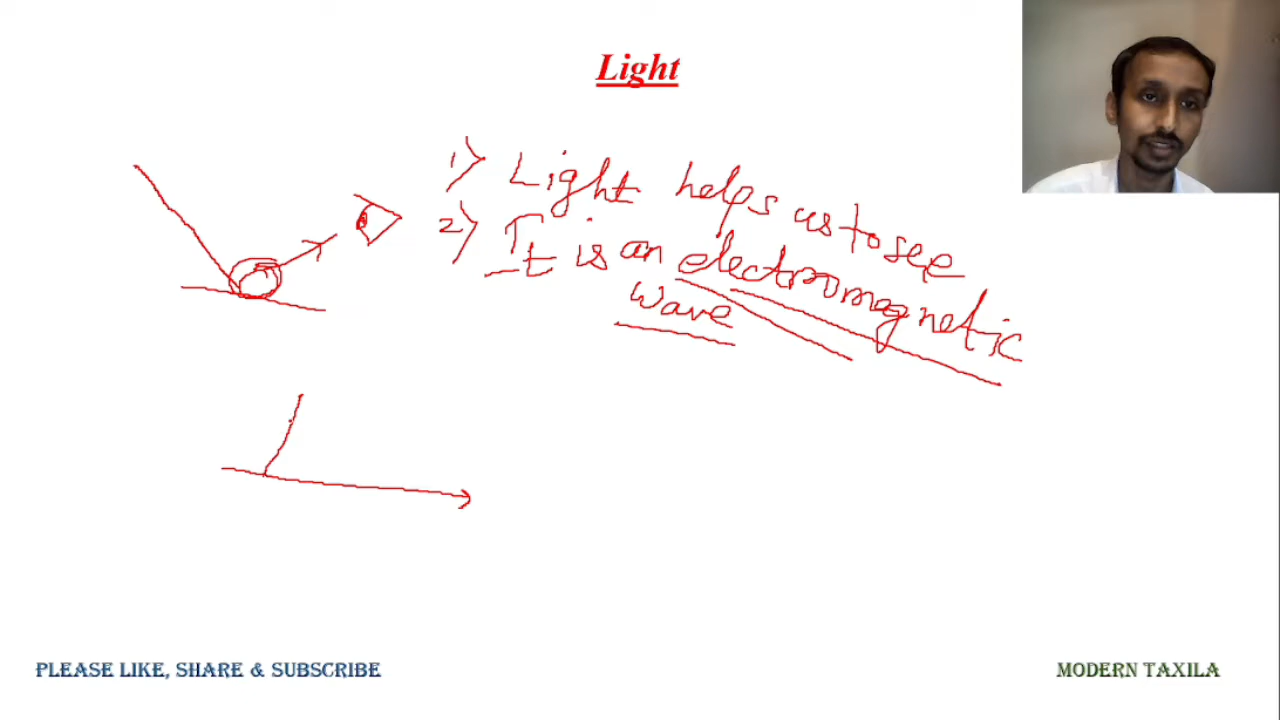 Light
1) Light helps us to see
2) It is an electromagnetic
wave
PLEASE LIKE, SHARE & SUBSCRIBE
MODERN TAXILA